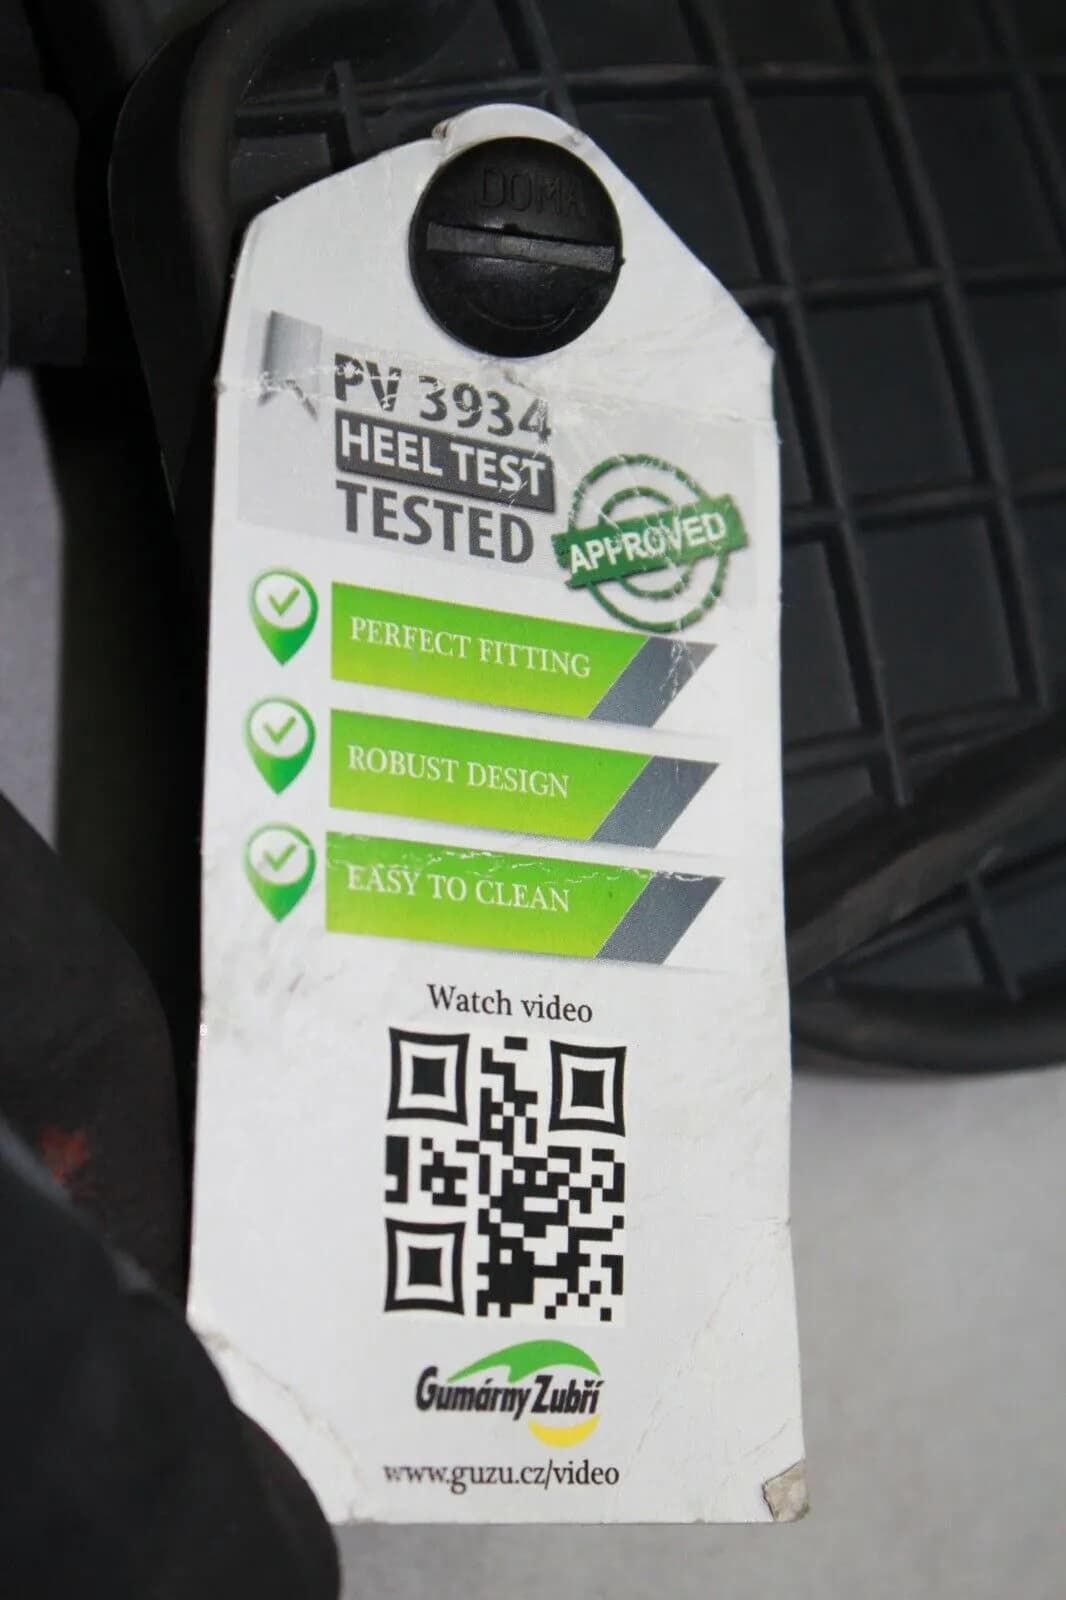 DOMA
PV 3934
HEEL TEST
TESTED
APPROVED
PERFECT FITTING
ROBUST DESIGN
EASY TO CLEAN
Watch video
Gumárny Zubří
www.guzu.cz/video